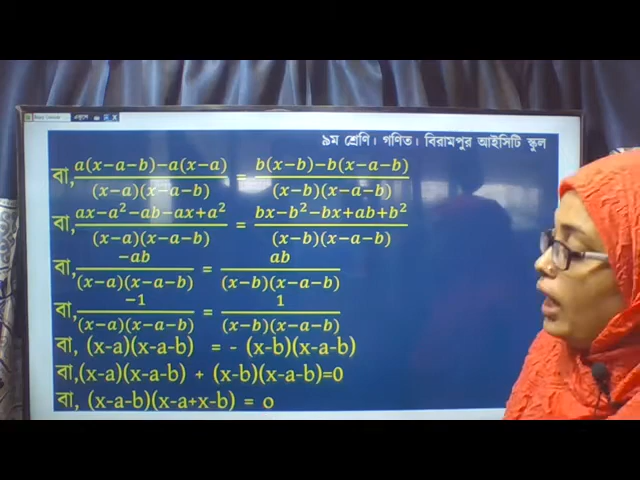 ৯ম শ্রেণি। গণিত। বিরামপুর আইসিটি স্কুল
বা, a(x−a−b)−a(x−a) / (x−a)(x−a−b) = b(x−b)−b(x−a−b) / (x−b)(x−a−b)
বা, ax−a²−ab−ax+a² / (x−a)(x−a−b) = bx−b²−bx+ab+b² / (x−b)(x−a−b)
বা, −ab / (x−a)(x−a−b) = ab / (x−b)(x−a−b)
বা, −1 / (x−a)(x−a−b) = 1 / (x−b)(x−a−b)
বা, (x-a)(x-a-b) = - (x-b)(x-a-b)
বা,(x-a)(x-a-b) + (x-b)(x-a-b)=0
বা, (x-a-b)(x-a+x-b) = ০